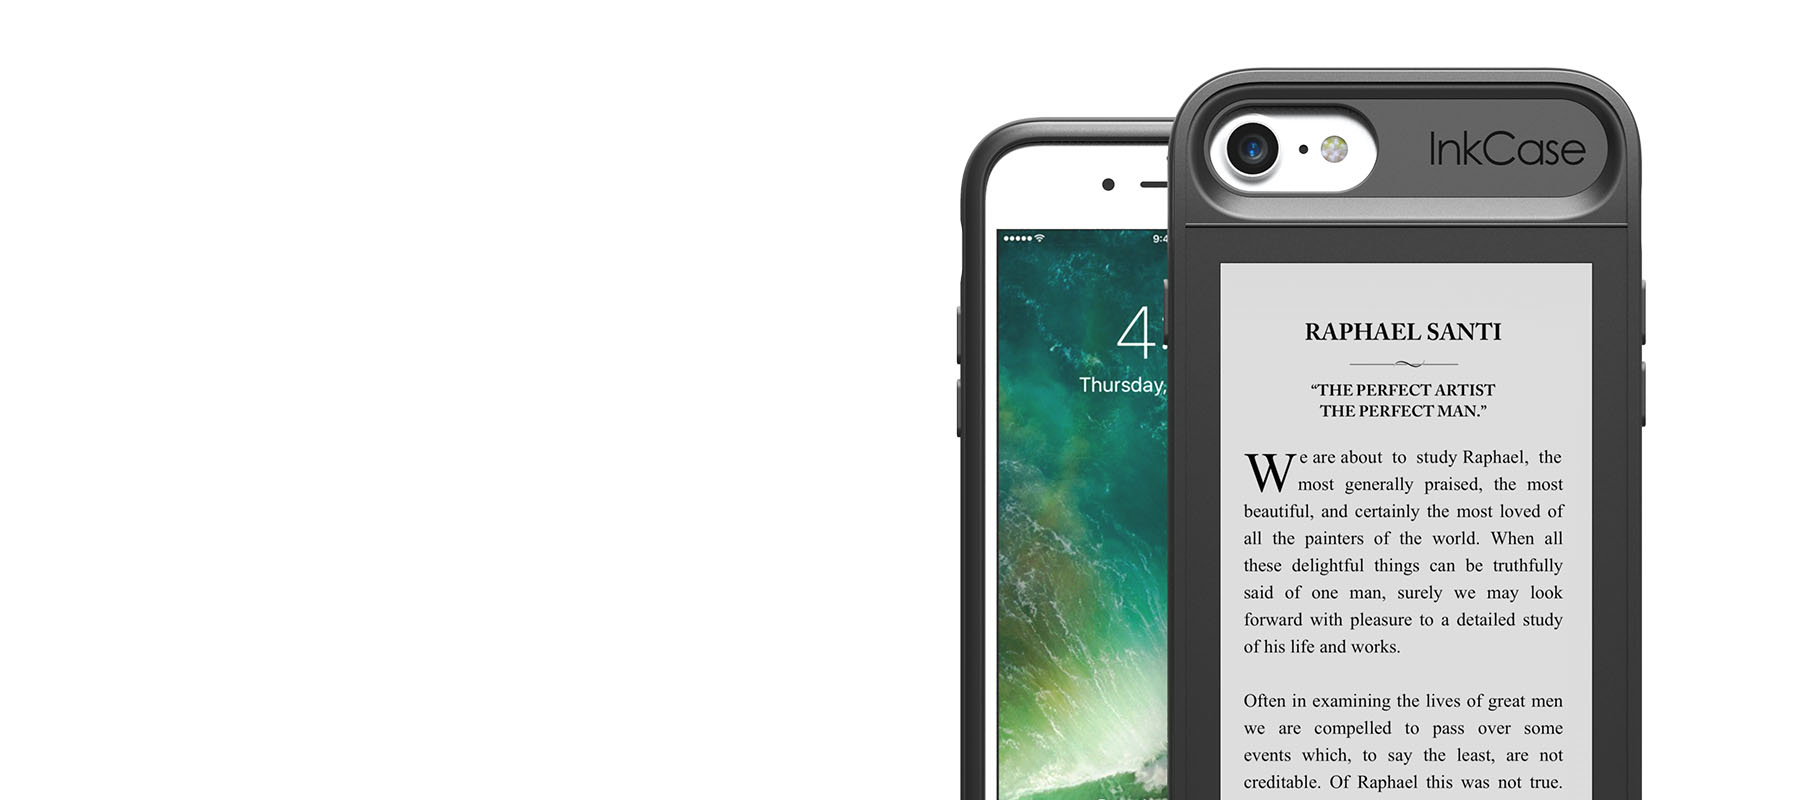 InkCase
Thursday,
RAPHAEL SANTI
“THE PERFECT ARTIST
THE PERFECT MAN.”
We are about to study Raphael, the
most generally praised, the most
beautiful, and certainly the most loved of
all the painters of the world. When all
these delightful things can be truthfully
said of one man, surely we may look
forward with pleasure to a detailed study
of his life and works.
Often in examining the lives of great men
we are compelled to pass over some
events which, to say the least, are not
creditable. Of Raphael this was not true.